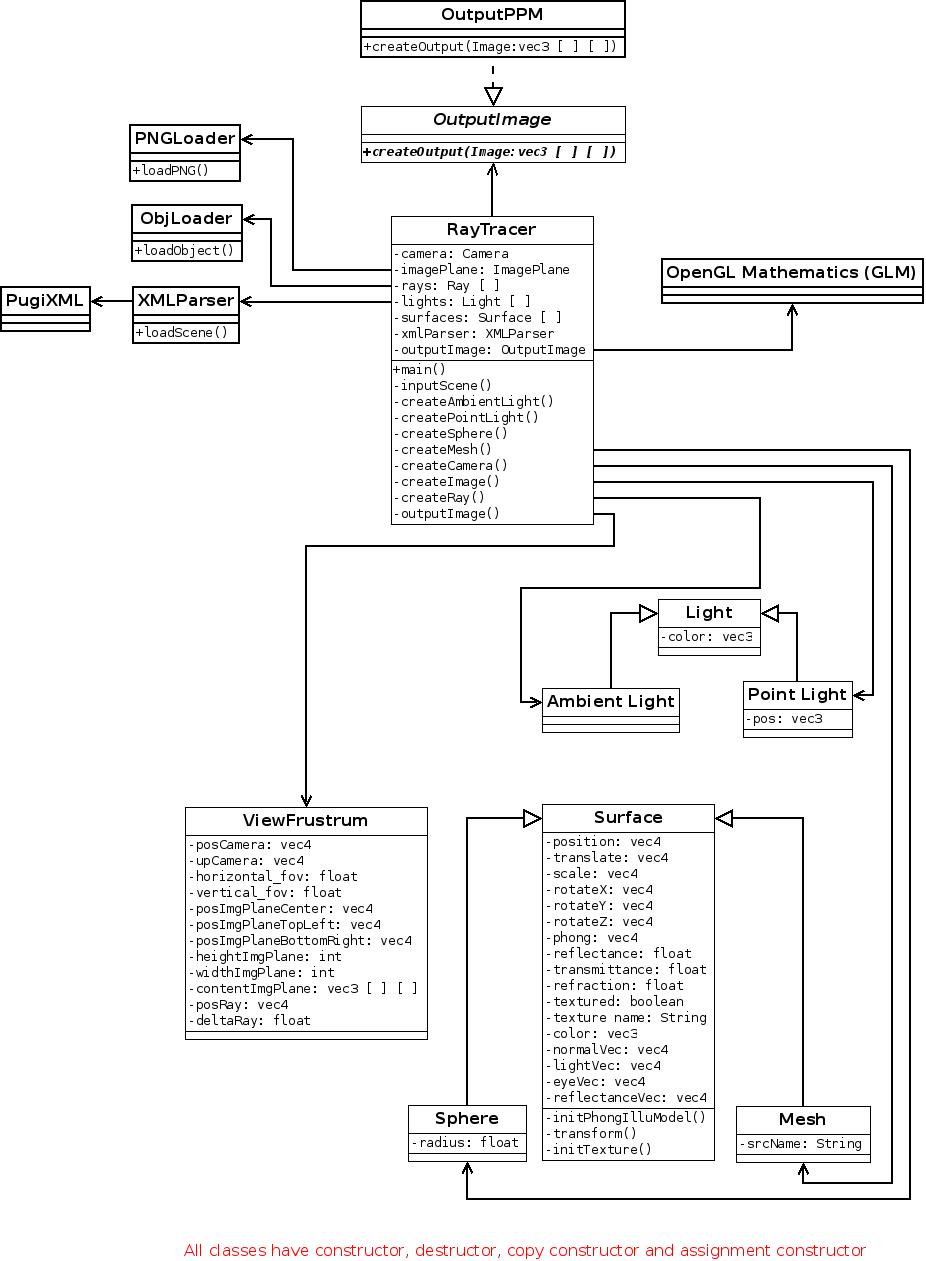 OutputPPM
+createOutput(Image:vec3 [ ] [ ])
OutputImage
+createOutput(Image:vec3 [ ] [ ])
PNGLoader
+loadPNG()
ObjLoader
+loadObject()
PugiXML
XMLParser
+loadScene()
RayTracer
-camera: Camera
-imagePlane: ImagePlane
-rays: Ray [ ]
-lights: Light [ ]
-surfaces: Surface [ ]
-xmlParser: XMLParser
-outputImage: OutputImage
+main()
-inputScene()
-createAmbientLight()
-createPointLight()
-createSphere()
-createMesh()
-createCamera()
-createImage()
-createRay()
-outputImage()
OpenGL Mathematics (GLM)
Light
-color: vec3
Ambient Light
Point Light
-pos: vec3
ViewFrustrum
-posCamera: vec4
-upCamera: vec4
-horizontal_fov: float
-vertical_fov: float
-posImgPlaneCenter: vec4
-posImgPlaneTopLeft: vec4
-posImgPlaneBottomRight: vec4
-heightImgPlane: int
-widthImgPlane: int
-contentImgPlane: vec3 [ ] [ ]
-posRay: vec4
-deltaRay: float
Surface
-position: vec4
-translate: vec4
-scale: vec4
-rotateX: vec4
-rotateY: vec4
-rotateZ: vec4
-phong: vec4
-reflectance: float
-transmittance: float
-refraction: float
-textured: boolean
-texture name: String
-color: vec3
-normalVec: vec4
-lightVec: vec4
-eyeVec: vec4
-reflectanceVec: vec4
-initPhongIlluModel()
-transform()
-initTexture()
Sphere
-radius: float
Mesh
-srcName: String
All classes have constructor, destructor, copy constructor and assignment constructor